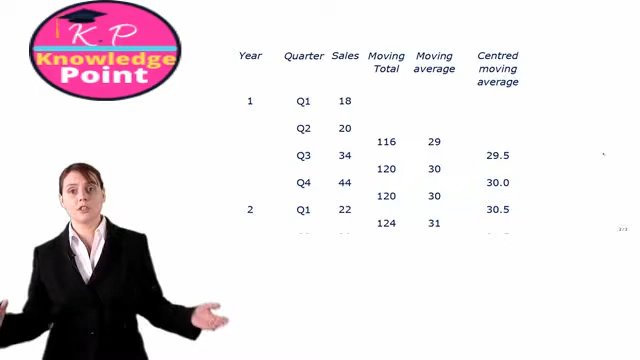 K.P
Knowledge
Point
Year Quarter Sales Moving Total Moving average Centred moving average
1 Q1 18
Q2 20
116 29
Q3 34 29.5
120 30
Q4 44 30.0
120 30
2 Q1 22 30.5
124 31
2/3